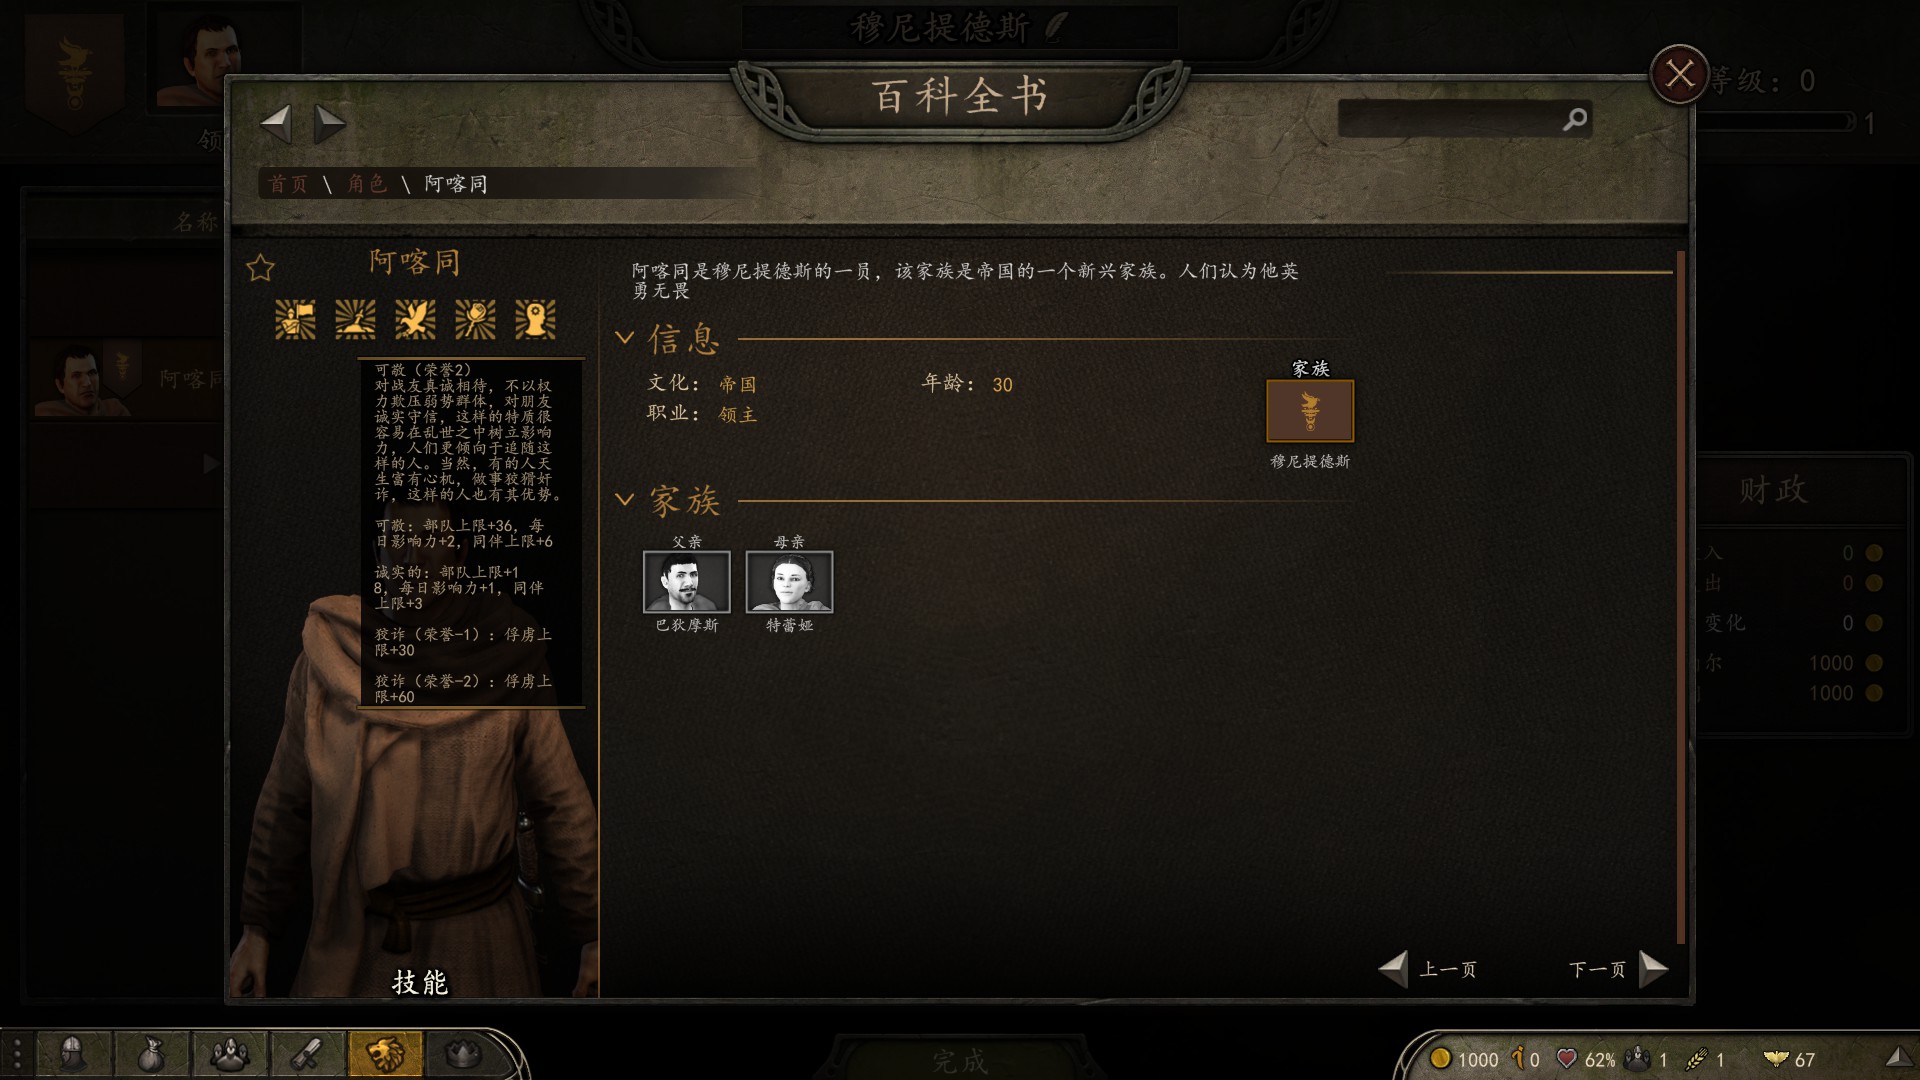 穆尼提德斯
百科全书
等级：0
1
领
首页 \ 角色 \ 阿喀同
名称
阿喀同
阿喀同是穆尼提德斯的一员，该家族是帝国的一个新兴家族。人们认为他英
勇无畏
信息
文化： 帝国
年龄： 30
职业： 领主
家族
穆尼提德斯
可敬（荣誉2）
对战友真诚相待，不以权
力欺压弱势群体，对朋友
诚实守信，这样的特质很
容易在乱世之中树立影响
力，人们更倾向于追随这
样的人。当然，有的人天
生富有心机，做事狡猾奸
诈，这样的人也有其优势。
可敬：部队上限+36，每
日影响力+2，同伴上限+6
诚实的：部队上限+1
8，每日影响力+1，同伴
上限+3
狡诈（荣誉-1）：俘虏上
限+30
狡诈（荣誉-2）：俘虏上
限+60
家族
父亲
母亲
巴狄摩斯
特蕾娅
阿喀同
财政
入 0
出 0
变化 0
尔 1000
1000
技能
上一页
下一页
完成
1000 0 62% 1 1 67